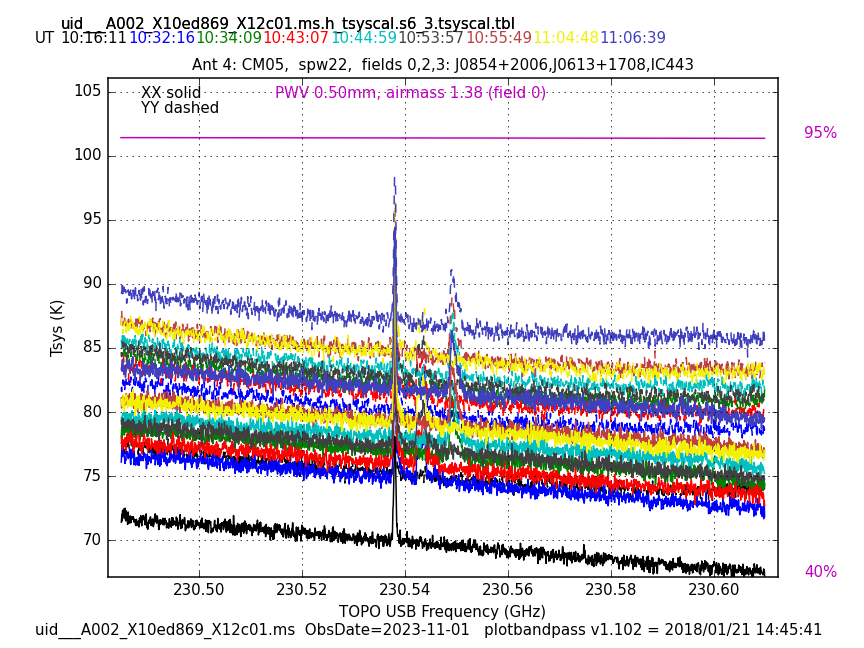 uid___A002_X10ed869_X12c01.ms.h_tsyscal.s6_3.tsyscal.tbl
UT 10:16:11 10:32:16 10:34:09 10:43:07 10:44:59 10:53:57 10:55:49 11:04:48 11:06:39
Ant 4: CM05,  spw22,  fields 0,2,3: J0854+2006,J0613+1708,IC443
XX solid
YY dashed
PWV 0.50mm, airmass 1.38 (field 0)
95%
40%
105
100
95
90
85
80
75
70
Tsys (K)
230.50 230.52 230.54 230.56 230.58 230.60
TOPO USB Frequency (GHz)
uid___A002_X10ed869_X12c01.ms  ObsDate=2023-11-01   plotbandpass v1.102 = 2018/01/21 14:45:41